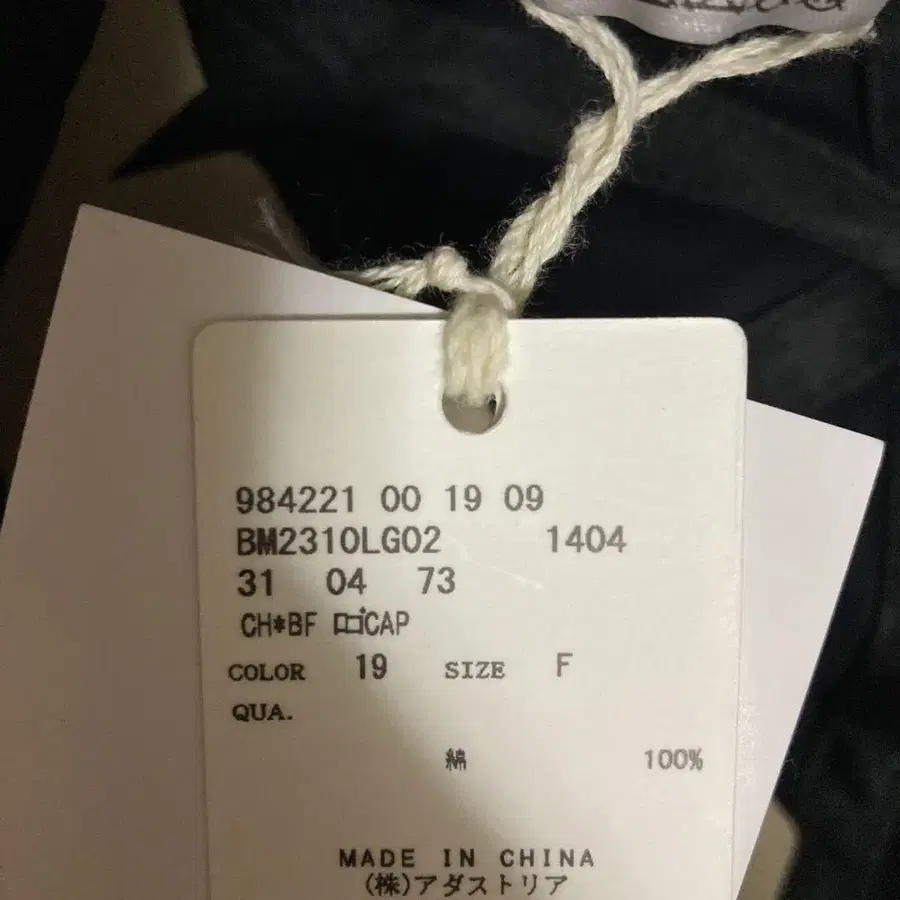 984221 00 19 09
BM2310LG02 1404
31 04 73
CH*BF ロゴCAP
COLOR 19 SIZE F
QUA.
綿 100%
MADE IN CHINA
(株)アダストリア